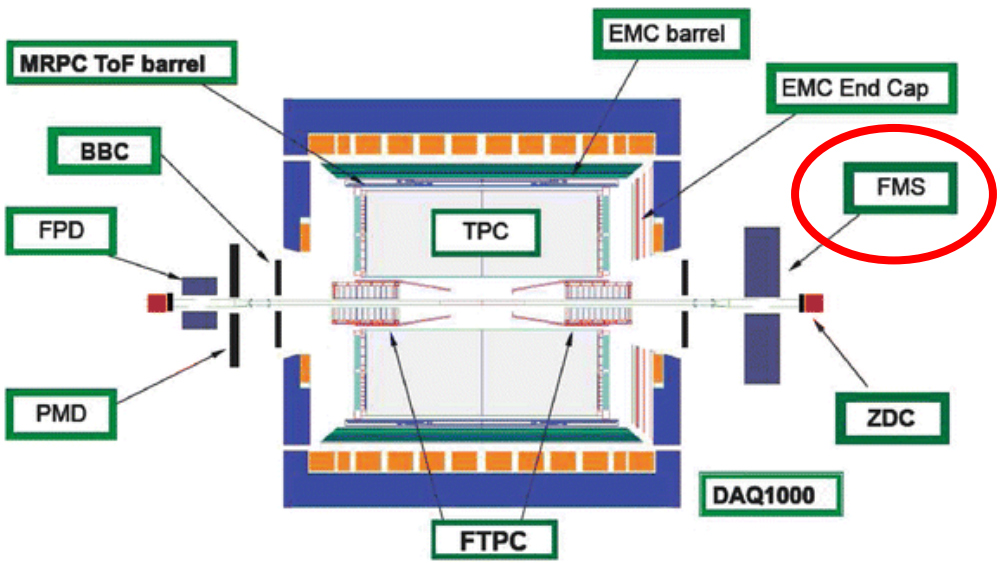 EMC barrel
MRPC ToF barrel
EMC End Cap
BBC
FMS
FPD
TPC
PMD
ZDC
DAQ1000
FTPC